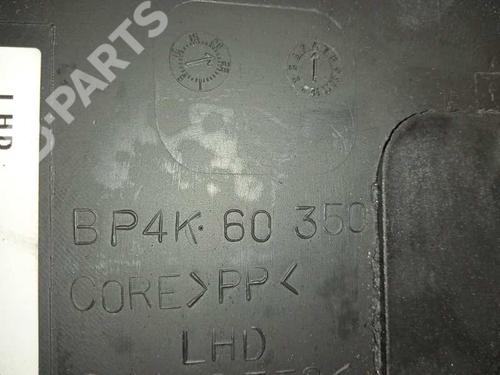 B-PARTS
LHD
BP4K·60 350
CORE>PP<
LHD